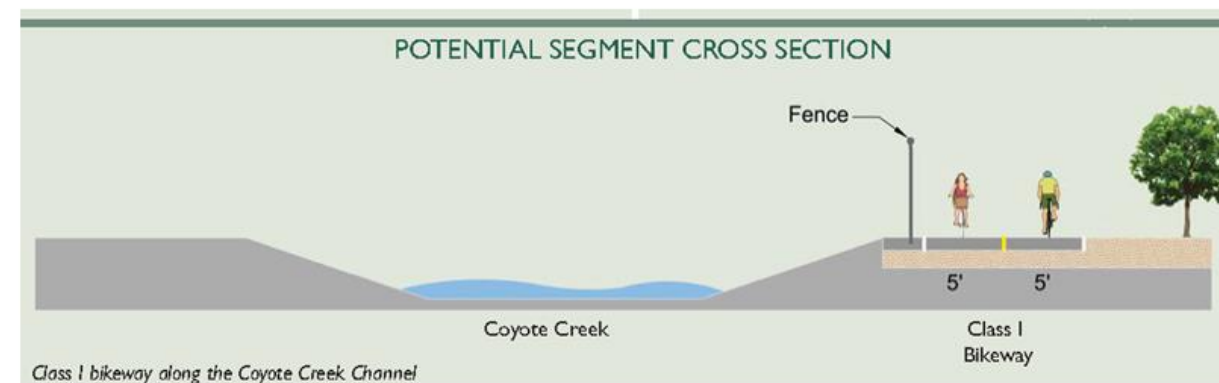 POTENTIAL SEGMENT CROSS SECTION
Fence
5' 5'
Coyote Creek
Class I
Bikeway
Class I bikeway along the Coyote Creek Channel